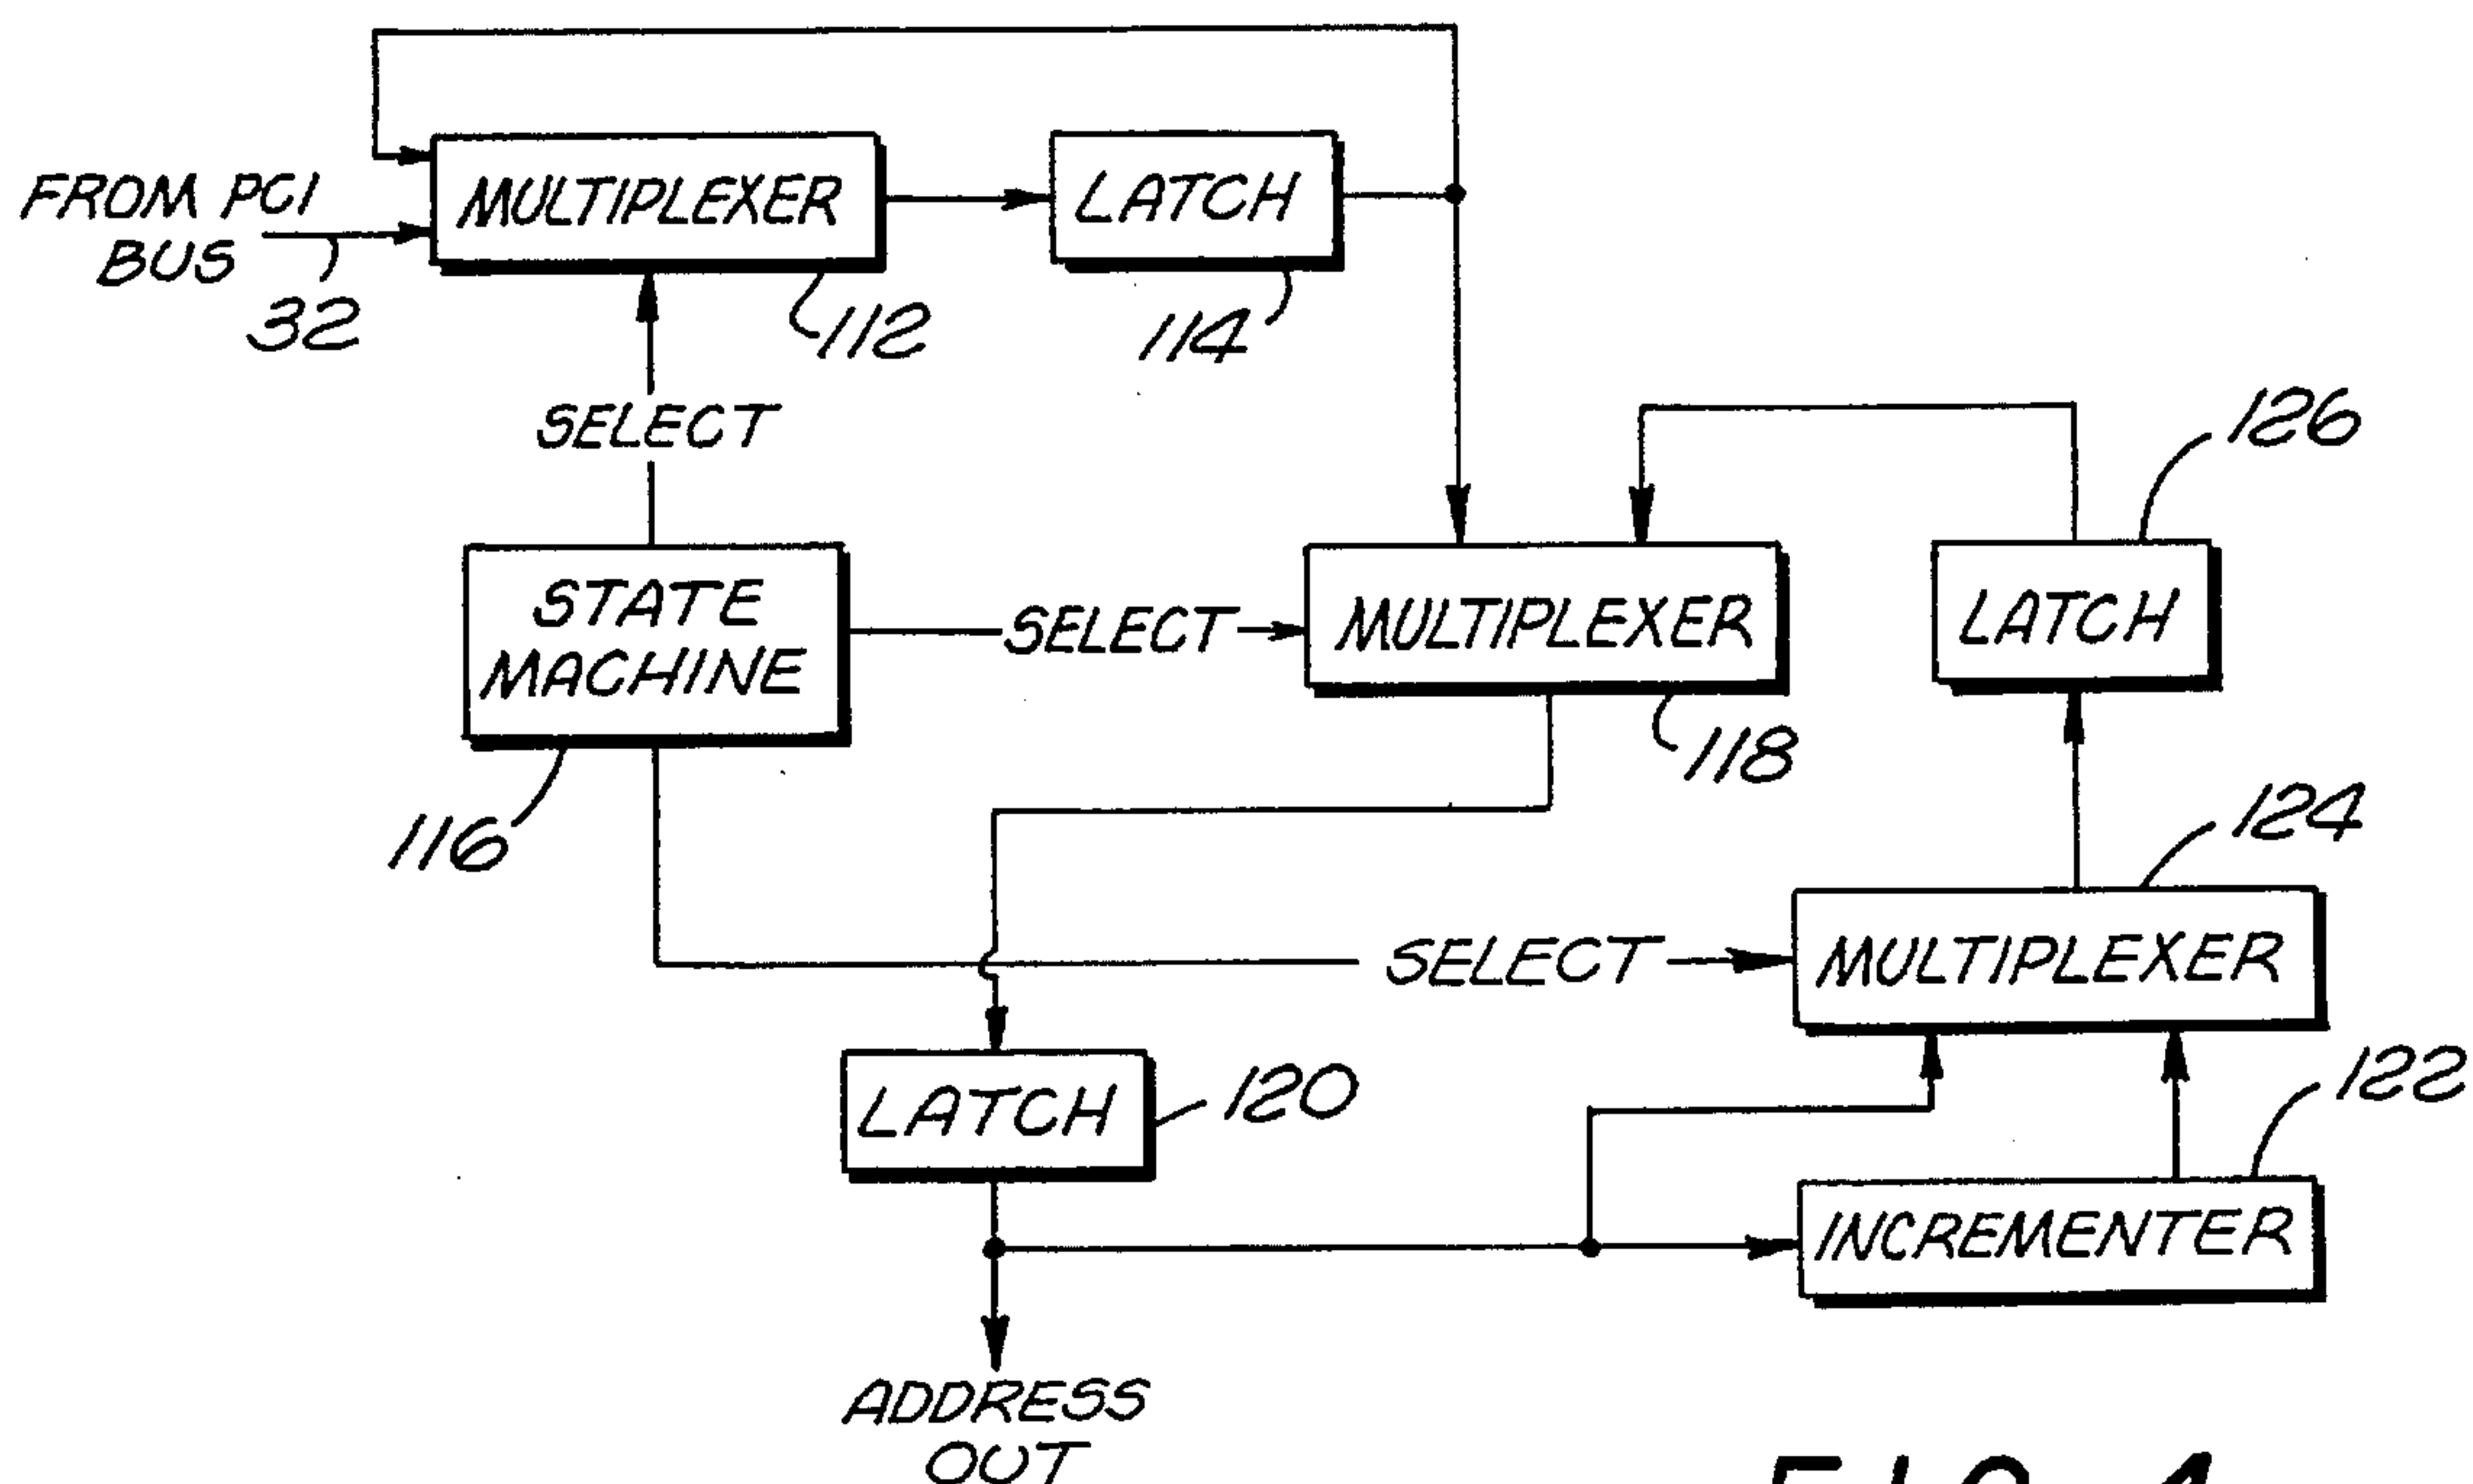 FROM PCI
BUS
32
MULTIPLEXER
112
LATCH
114
SELECT
126
STATE
MACHINE
116
SELECT
MULTIPLEXER
118
LATCH
124
SELECT
MULTIPLEXER
LATCH
120
122
INCREMENTER
ADDRESS
OUT